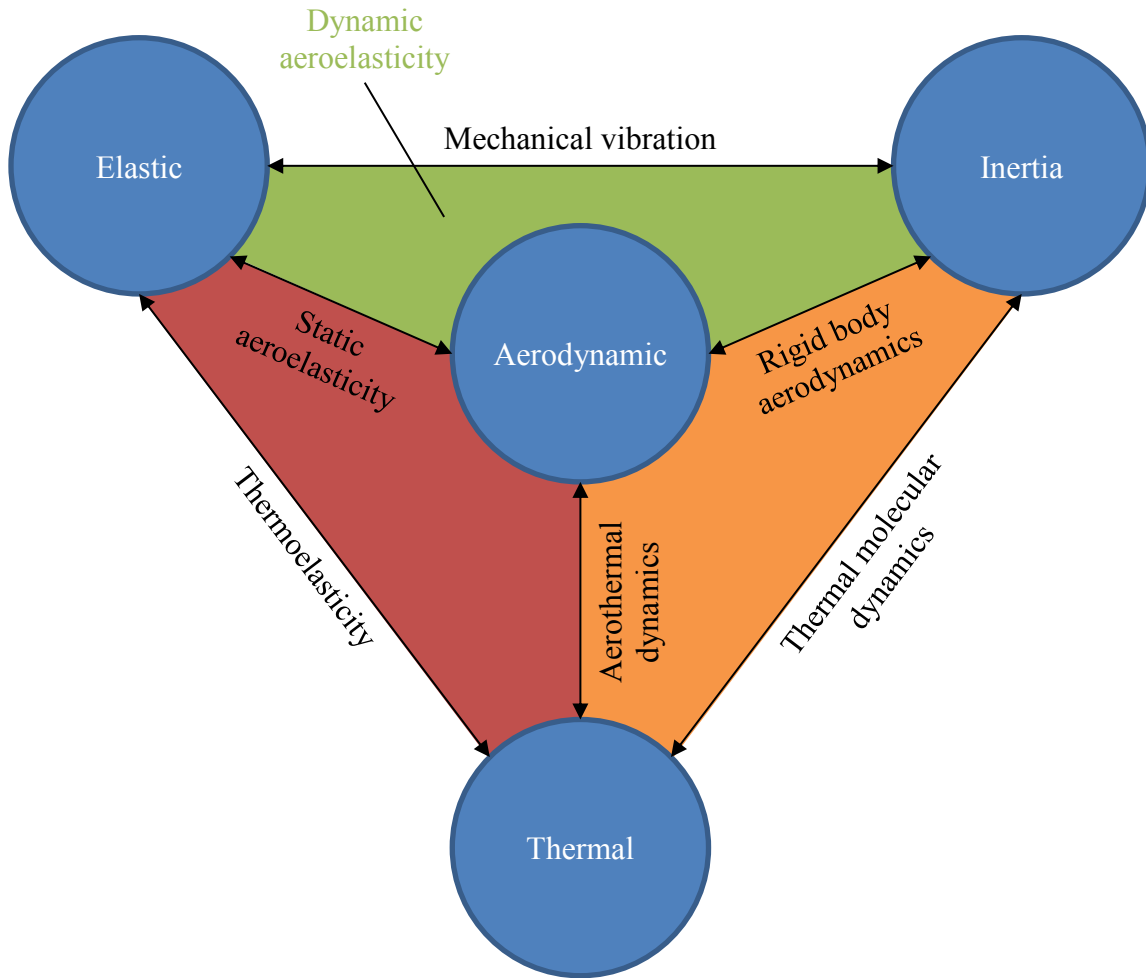 Dynamic
aeroelasticity
Mechanical vibration
Elastic
Inertia
Static
aeroelasticity
Aerodynamic
Rigid body
aerodynamics
Thermoelasticity
Aerothermal
dynamics
Thermal molecular
dynamics
Thermal